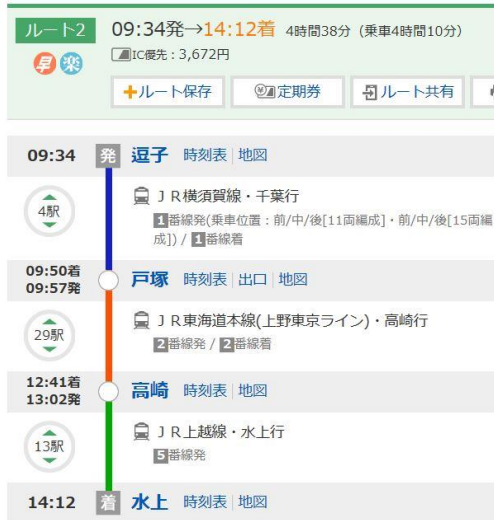 ルート2
09:34発→14:12着 4時間38分 (乗車4時間10分)
早 楽
IC優先:3,672円
ルート保存 定期券 ルート共有
09:34 発 逗子 時刻表 地図
4駅
JR横須賀線・千葉行
1番線発(乗車位置:前/中/後[11両編成]・前/中/後[15両編
成]) / 1番線着
09:50着
09:57発
戸塚 時刻表 出口 地図
29駅
JR東海道本線(上野東京ライン)・高崎行
2番線発 / 2番線着
12:41着
13:02発
高崎 時刻表 地図
13駅
JR上越線・水上行
5番線発
14:12 着 水上 時刻表 地図